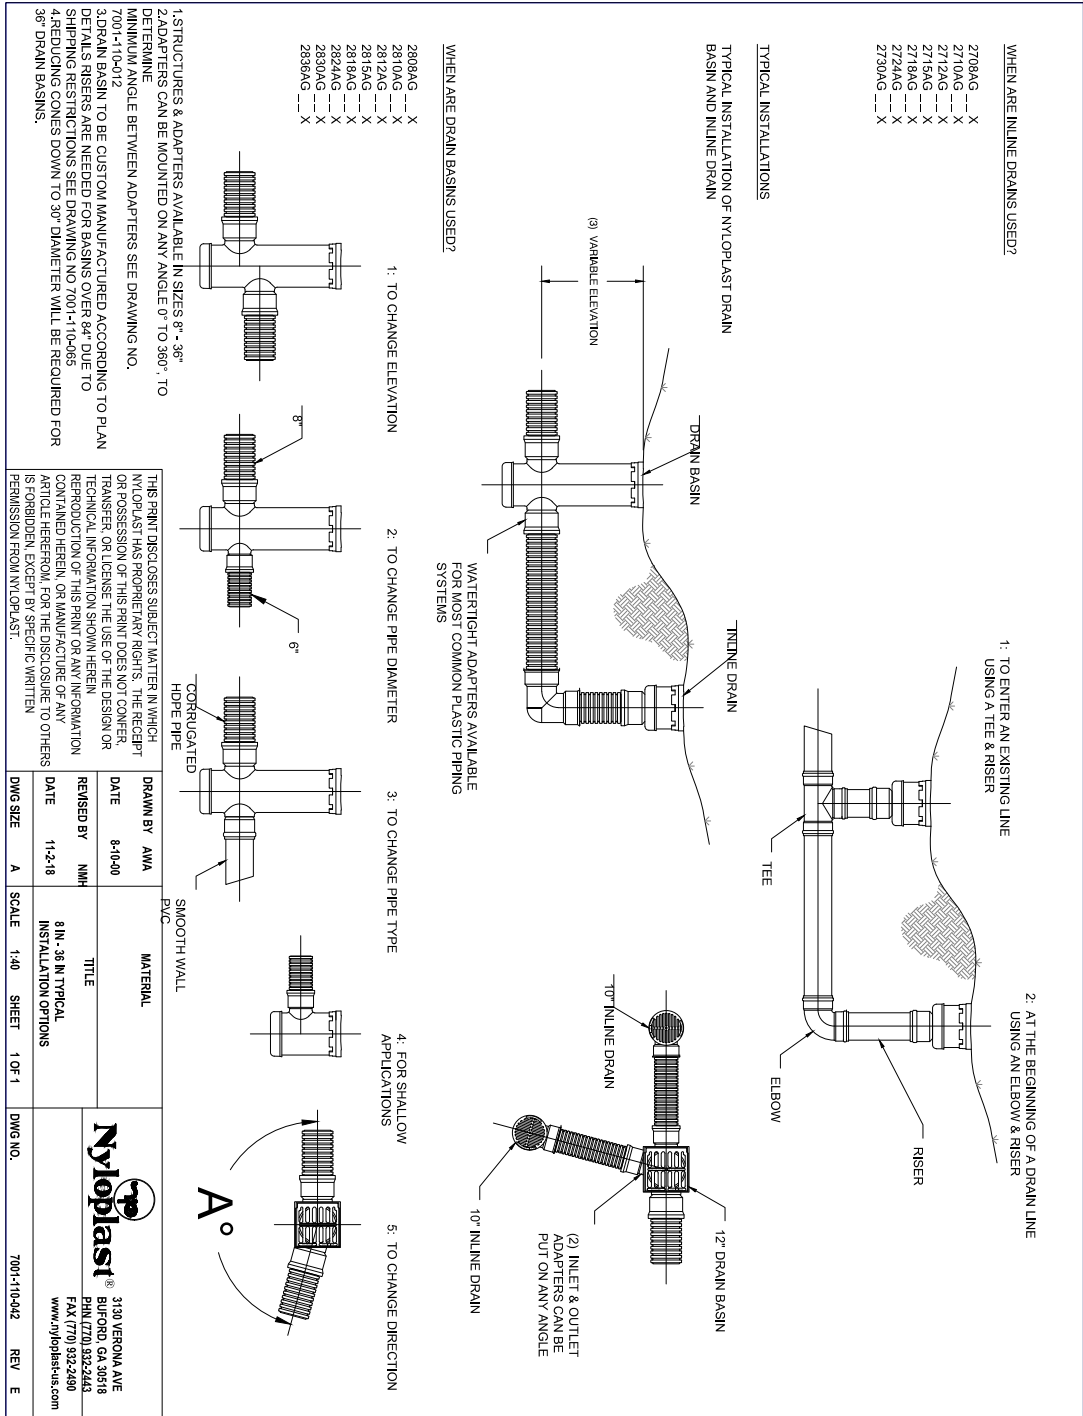 WHEN ARE INLINE DRAINS USED?
2708AG _ _ _ X
2710AG _ _ _ X
2712AG _ _ _ X
2715AG _ _ _ X
2718AG _ _ _ X
2724AG _ _ _ X
2730AG _ _ _ X
1: TO ENTER AN EXISTING LINE
USING A TEE & RISER
TEE
2: AT THE BEGINNING OF A DRAIN LINE
USING AN ELBOW & RISER
RISER
ELBOW
TYPICAL INSTALLATIONS
TYPICAL INSTALLATION OF NYLOPLAST DRAIN
BASIN AND INLINE DRAIN
(3) VARIABLE ELEVATION
DRAIN BASIN
INLINE DRAIN
WATERTIGHT ADAPTERS AVAILABLE
FOR MOST COMMON PLASTIC PIPING
SYSTEMS
10" INLINE DRAIN
12" DRAIN BASIN
(2) INLET & OUTLET
ADAPTERS CAN BE
PUT ON ANY ANGLE
10" INLINE DRAIN
WHEN ARE DRAIN BASINS USED?
2808AG _ _ _ X
2810AG _ _ _ X
2812AG _ _ _ X
2815AG _ _ _ X
2818AG _ _ _ X
2824AG _ _ _ X
2830AG _ _ _ X
2836AG _ _ _ X
1: TO CHANGE ELEVATION
2: TO CHANGE PIPE DIAMETER
8"
6"
3: TO CHANGE PIPE TYPE
CORRUGATED
HDPE PIPE
SMOOTH WALL
PVC
4: FOR SHALLOW
APPLICATIONS
5: TO CHANGE DIRECTION
A°
1.STRUCTURES & ADAPTERS AVAILABLE IN SIZES 8" - 36"
2.ADAPTERS CAN BE MOUNTED ON ANY ANGLE 0° TO 360°, TO
DETERMINE
MINIMUM ANGLE BETWEEN ADAPTERS SEE DRAWING NO.
7001-110-012
3.DRAIN BASIN TO BE CUSTOM MANUFACTURED ACCORDING TO PLAN
DETAILS RISERS ARE NEEDED FOR BASINS OVER 84" DUE TO
SHIPPING RESTRICTIONS SEE DRAWING NO 7001-110-065
4.REDUCING CONES DOWN TO 30" DIAMETER WILL BE REQUIRED FOR
36" DRAIN BASINS.
THIS PRINT DISCLOSES SUBJECT MATTER IN WHICH
NYLOPLAST HAS PROPRIETARY RIGHTS. THE RECEIPT
OR POSSESSION OF THIS PRINT DOES NOT CONFER,
TRANSFER, OR LICENSE THE USE OF THE DESIGN OR
TECHNICAL INFORMATION SHOWN HEREIN
REPRODUCTION OF THIS PRINT OR ANY INFORMATION
CONTAINED HEREIN, OR MANUFACTURE OF ANY
ARTICLE HEREFROM, FOR THE DISCLOSURE TO OTHERS
IS FORBIDDEN, EXCEPT BY SPECIFIC WRITTEN
PERMISSION FROM NYLOPLAST.
DRAWN BY AWA
DATE 8-10-00
REVISED BY NMH
DATE 11-2-18
DWG SIZE A
MATERIAL
TITLE
8 IN - 36 IN TYPICAL
INSTALLATION OPTIONS
SCALE 1:40 SHEET 1 OF 1
DWG NO. 7001-110-042 REV E
Nyloplast®
3130 VERONA AVE
BUFORD, GA 30518
PHN (770) 932-2443
FAX (770) 932-2490
www.nyloplast-us.com